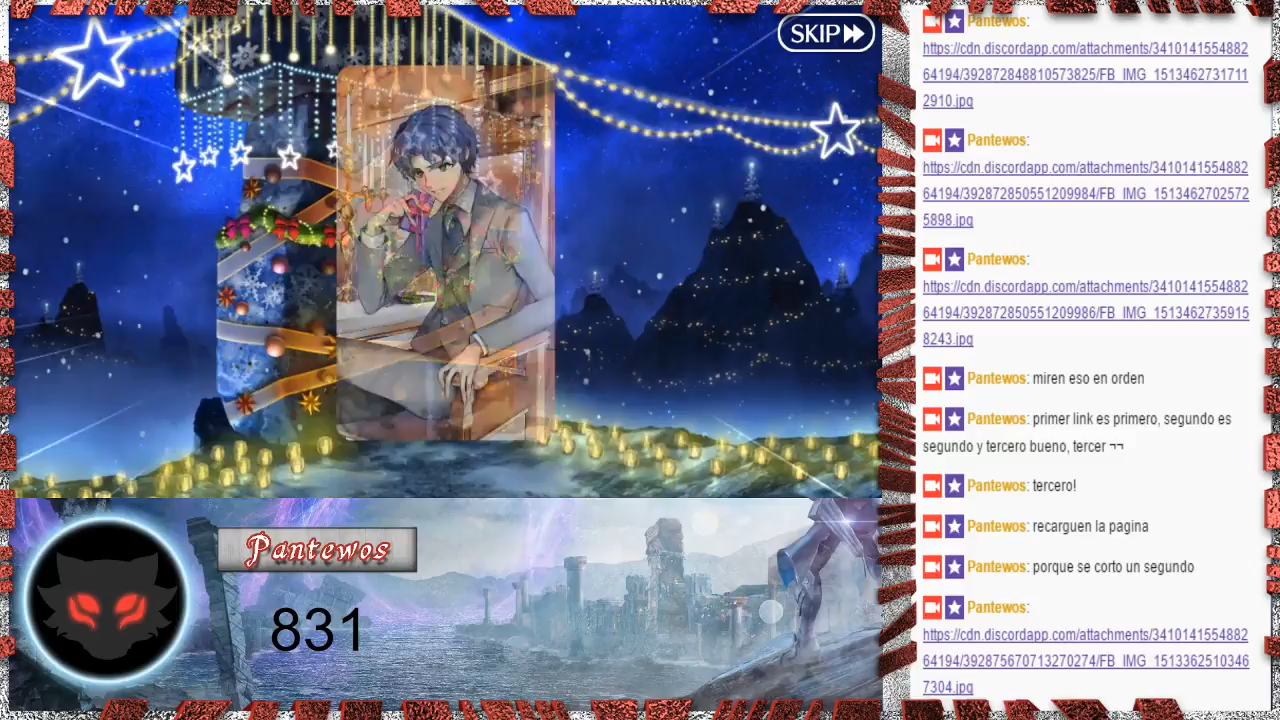 SKIP
Pantewos
831
Pantewos:
https://cdn.discordapp.com/attachments/3410141554882
64194/392872848810573825/FB_IMG_1513462731711
2910.jpg
Pantewos:
https://cdn.discordapp.com/attachments/3410141554882
64194/392872850551209984/FB_IMG_1513462702572
5898.jpg
Pantewos:
https://cdn.discordapp.com/attachments/3410141554882
64194/392872850551209986/FB_IMG_1513462735915
8243.jpg
Pantewos: miren eso en orden
Pantewos: primer link es primero, segundo es
segundo y tercero bueno, tercer ¬¬
Pantewos: tercero!
Pantewos: recarguen la pagina
Pantewos: porque se corto un segundo
Pantewos:
https://cdn.discordapp.com/attachments/3410141554882
64194/392875670713270274/FB_IMG_1513362510346
7304.jpg